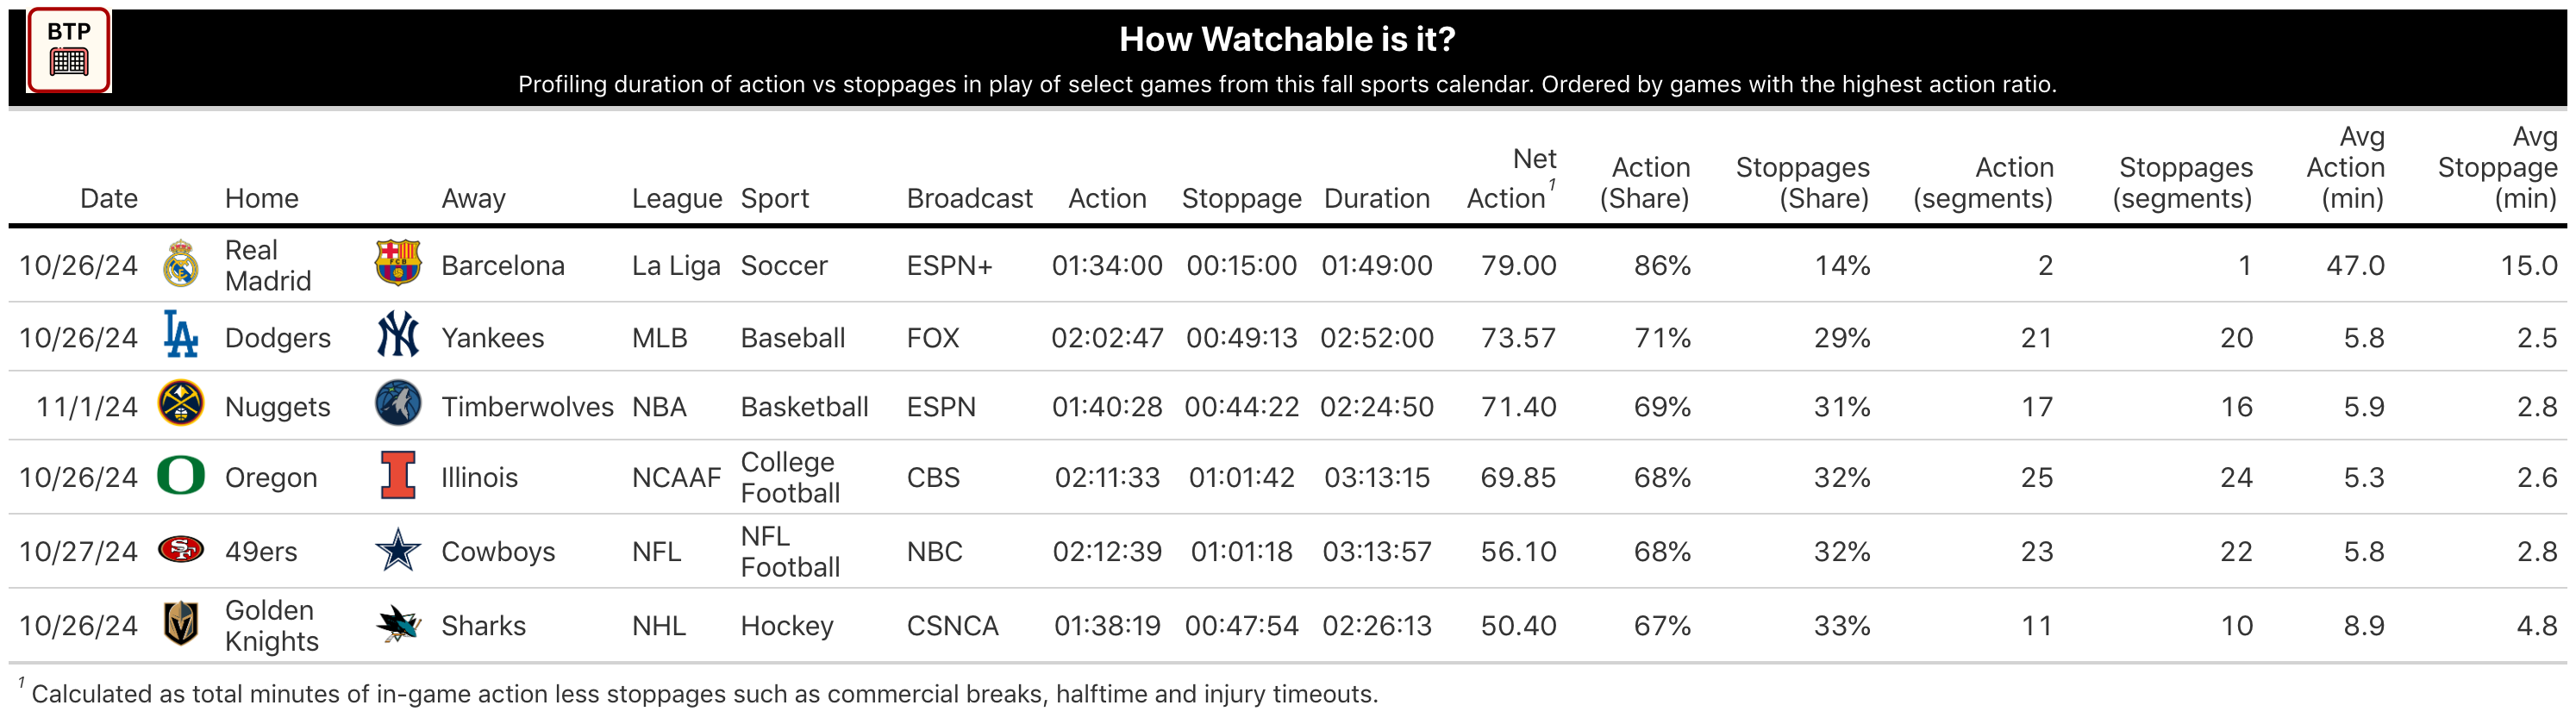 BTP
How Watchable is it?
Profiling duration of action vs stoppages in play of select games from this fall sports calendar. Ordered by games with the highest action ratio.
Date Home Away League Sport Broadcast Action Stoppage Duration Net Action¹ Action (Share) Stoppages (Share) Action (segments) Stoppages (segments) Avg Action (min) Avg Stoppage (min)
10/26/24 Real Madrid FCB Barcelona La Liga Soccer ESPN+ 01:34:00 00:15:00 01:49:00 79.00 86% 14% 2 1 47.0 15.0
10/26/24 LA Dodgers NY Yankees MLB Baseball FOX 02:02:47 00:49:13 02:52:00 73.57 71% 29% 21 20 5.8 2.5
11/1/24 Nuggets Timberwolves NBA Basketball ESPN 01:40:28 00:44:22 02:24:50 71.40 69% 31% 17 16 5.9 2.8
10/26/24 O Oregon I Illinois NCAAF College Football CBS 02:11:33 01:01:42 03:13:15 69.85 68% 32% 25 24 5.3 2.6
10/27/24 SF 49ers Cowboys NFL NFL Football NBC 02:12:39 01:01:18 03:13:57 56.10 68% 32% 23 22 5.8 2.8
10/26/24 Golden Knights Sharks NHL Hockey CSNCA 01:38:19 00:47:54 02:26:13 50.40 67% 33% 11 10 8.9 4.8
¹ Calculated as total minutes of in-game action less stoppages such as commercial breaks, halftime and injury timeouts.